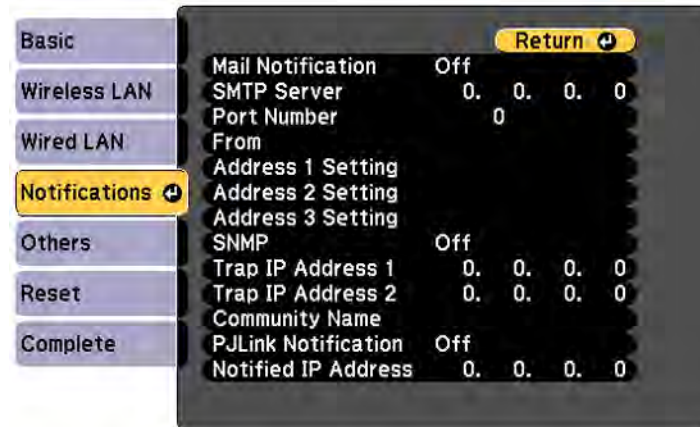 Basic
Wireless LAN
Wired LAN
Notifications
Others
Reset
Complete
Return
Mail Notification Off
SMTP Server 0. 0. 0. 0
Port Number 0
From
Address 1 Setting
Address 2 Setting
Address 3 Setting
SNMP Off
Trap IP Address 1 0. 0. 0. 0
Trap IP Address 2 0. 0. 0. 0
Community Name
PJLink Notification Off
Notified IP Address 0. 0. 0. 0